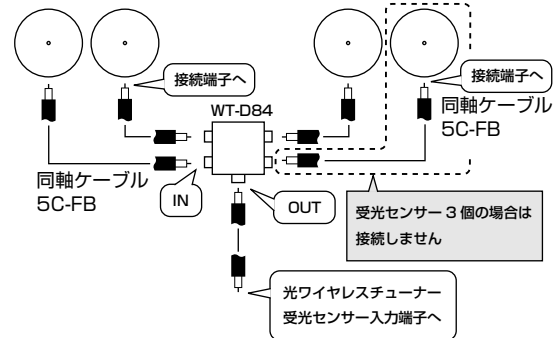 接続端子へ
接続端子へ
WT-D84
同軸ケーブル
5C-FB
同軸ケーブル
5C-FB
IN
OUT
受光センサー 3 個の場合は
接続しません
光ワイヤレスチューナー
受光センサー入力端子へ